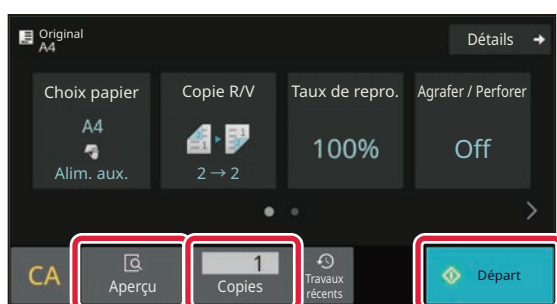 Original
A4
Détails
Choix papier
A4
Alim. aux.
Copie R/V
2 → 2
Taux de repro.
100%
Agrafer / Perforer
Off
CA
Aperçu
1
Copies
Travaux
récents
Départ